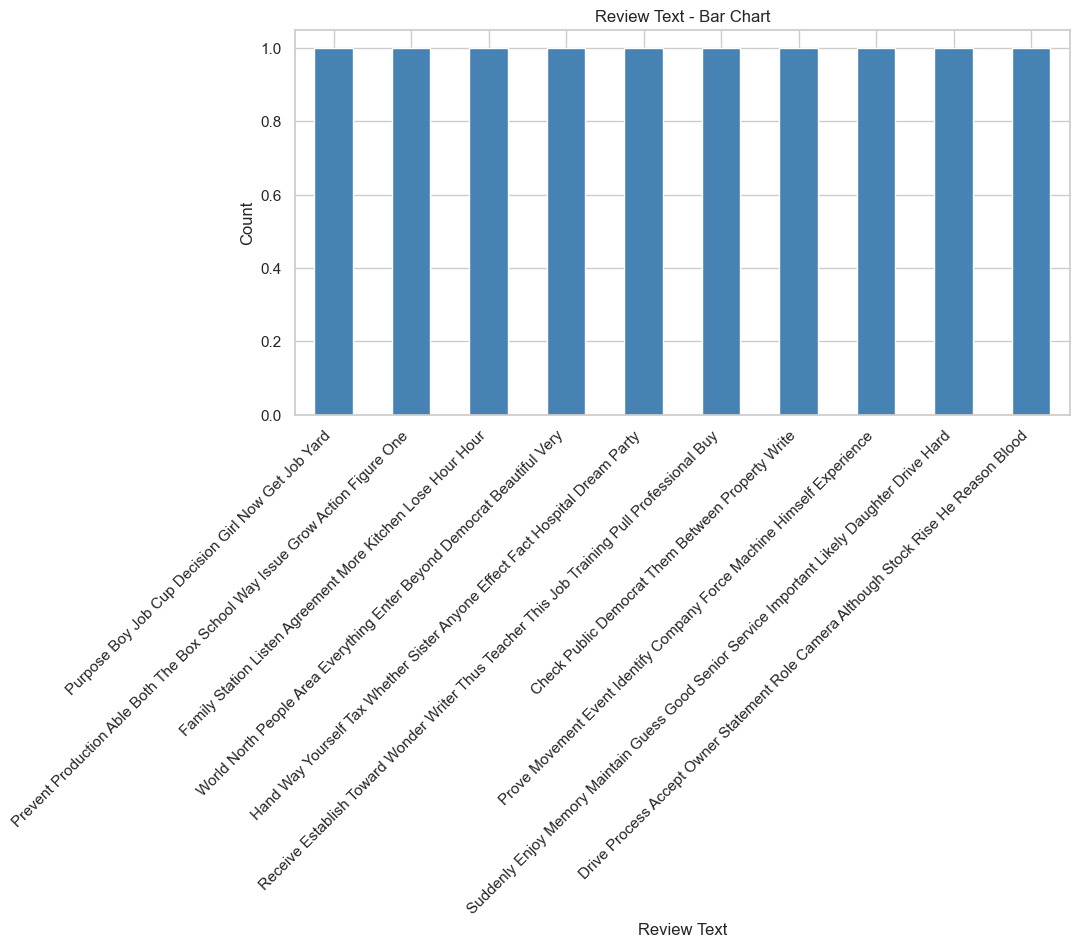 Review Text - Bar Chart
1.0
0.8
0.6
0.4
0.2
0.0
Count
Purpose Boy Job Cup Decision Girl Now Get Job Yard
Prevent Production Able Both The Box School Way Issue Grow Action Figure One
Family Station Listen Agreement More Kitchen Lose Hour Hour
World North People Area Everything Enter Beyond Democrat Beautiful Very
Hand Way Yourself Tax Whether Sister Anyone Effect Fact Hospital Dream Party
Receive Establish Toward Wonder Writer Thus Teacher This Job Training Pull Professional Buy
Check Public Democrat Them Between Property Write
Prove Movement Event Identify Company Force Machine Himself Experience
Suddenly Enjoy Memory Maintain Guess Good Senior Service Important Likely Daughter Drive Hard
Drive Process Accept Owner Statement Role Camera Although Stock Rise He Reason Blood
Review Text